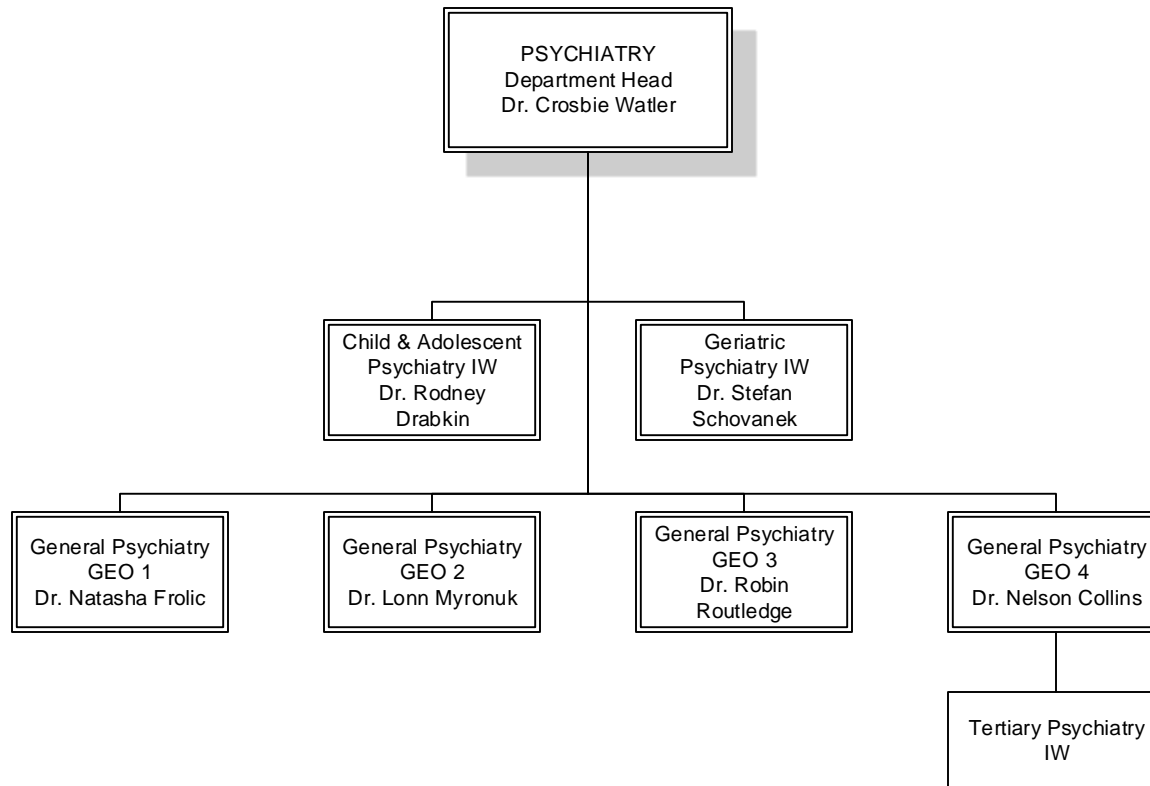 PSYCHIATRY
Department Head
Dr. Crosbie Watler
Child & Adolescent
Psychiatry IW
Dr. Rodney
Drabkin
Geriatric
Psychiatry IW
Dr. Stefan
Schovanek
General Psychiatry
GEO 1
Dr. Natasha Frolic
General Psychiatry
GEO 2
Dr. Lonn Myronuk
General Psychiatry
GEO 3
Dr. Robin
Routledge
General Psychiatry
GEO 4
Dr. Nelson Collins
Tertiary Psychiatry
IW